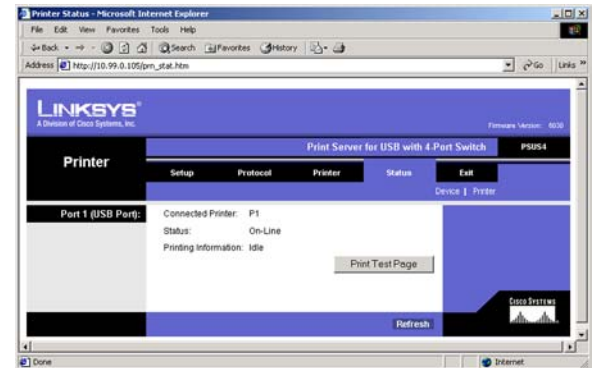 Printer Status - Microsoft Internet Explorer
File Edit View Favorites Tools Help
Back Search Favorites History
Address http://10.99.0.105/prn_stat.htm Go Links »
LINKSYS®
A Division of Cisco Systems, Inc.
Firmware Version: 6030
Print Server for USB with 4-Port Switch PSUS4
Printer
Setup Protocol Printer Status Exit
Device | Printer
Port 1 (USB Port): Connected Printer: P1
Status: On-Line
Printing Information: Idle
Print Test Page
CISCO SYSTEMS
Refresh
Done Internet